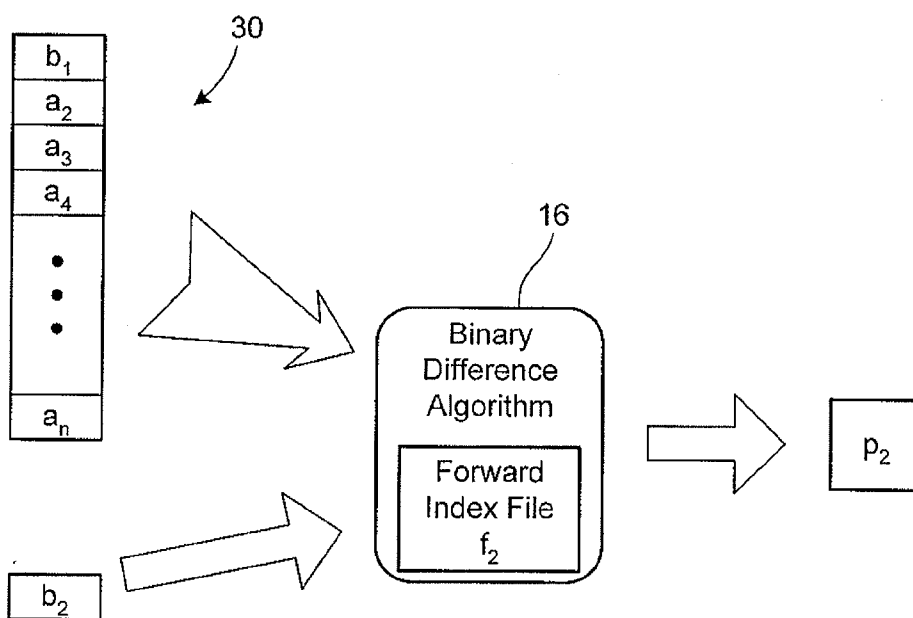 30
b₁
a₂
a₃
a₄
aₙ
16
Binary
Difference
Algorithm
Forward
Index File
f₂
p₂
b₂